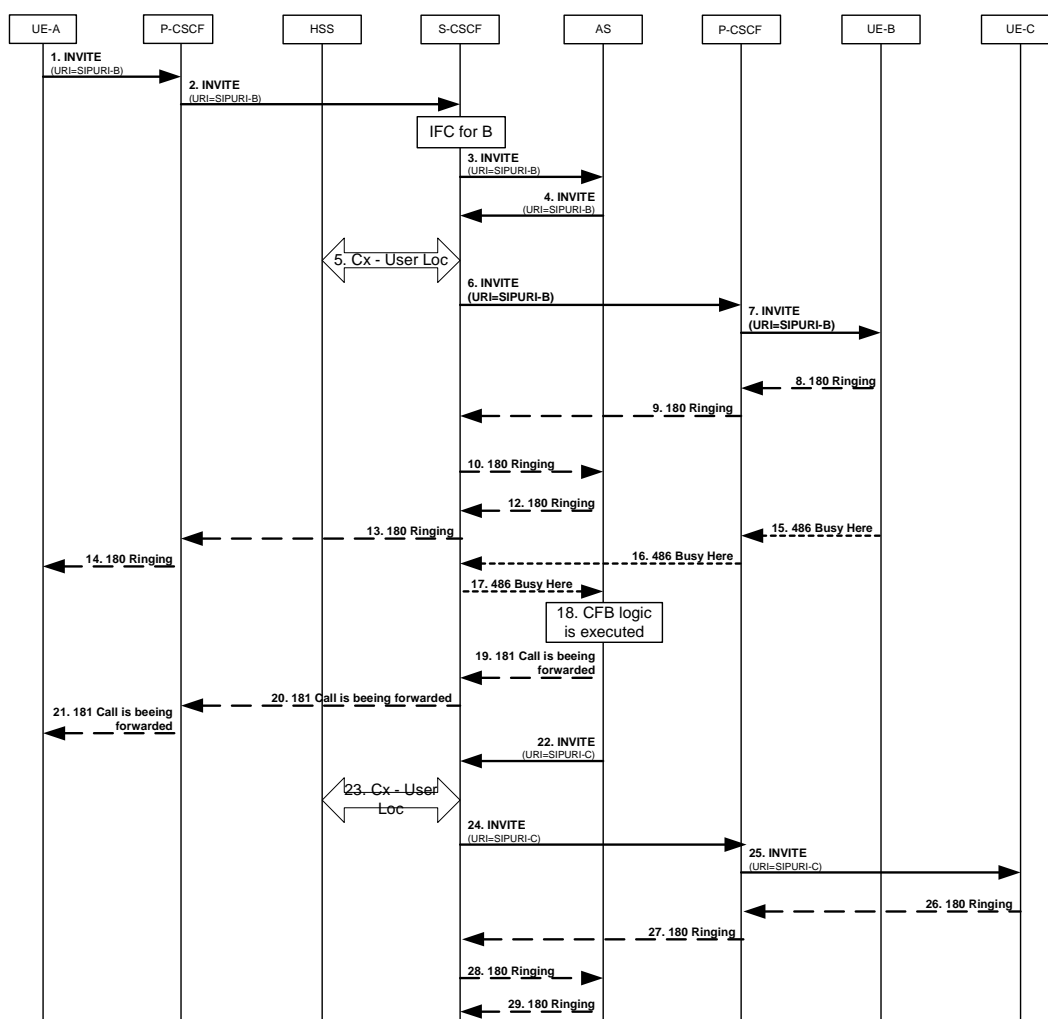 UE-A
P-CSCF
HSS
S-CSCF
AS
P-CSCF
UE-B
UE-C
1. INVITE
(URI=SIPURI-B)
2. INVITE
(URI=SIPURI-B)
IFC for B
3. INVITE
(URI=SIPURI-B)
4. INVITE
(URI=SIPURI-B)
5. Cx - User Loc
6. INVITE
(URI=SIPURI-B)
7. INVITE
(URI=SIPURI-B)
8. 180 Ringing
9. 180 Ringing
10. 180 Ringing
12. 180 Ringing
13. 180 Ringing
14. 180 Ringing
15. 486 Busy Here
16. 486 Busy Here
17. 486 Busy Here
18. CFB logic
is executed
19. 181 Call is beeing
forwarded
20. 181 Call is beeing forwarded
21. 181 Call is beeing
forwarded
22. INVITE
(URI=SIPURI-C)
23. Cx - User
Loc
24. INVITE
(URI=SIPURI-C)
25. INVITE
(URI=SIPURI-C)
26. 180 Ringing
27. 180 Ringing
28. 180 Ringing
29. 180 Ringing